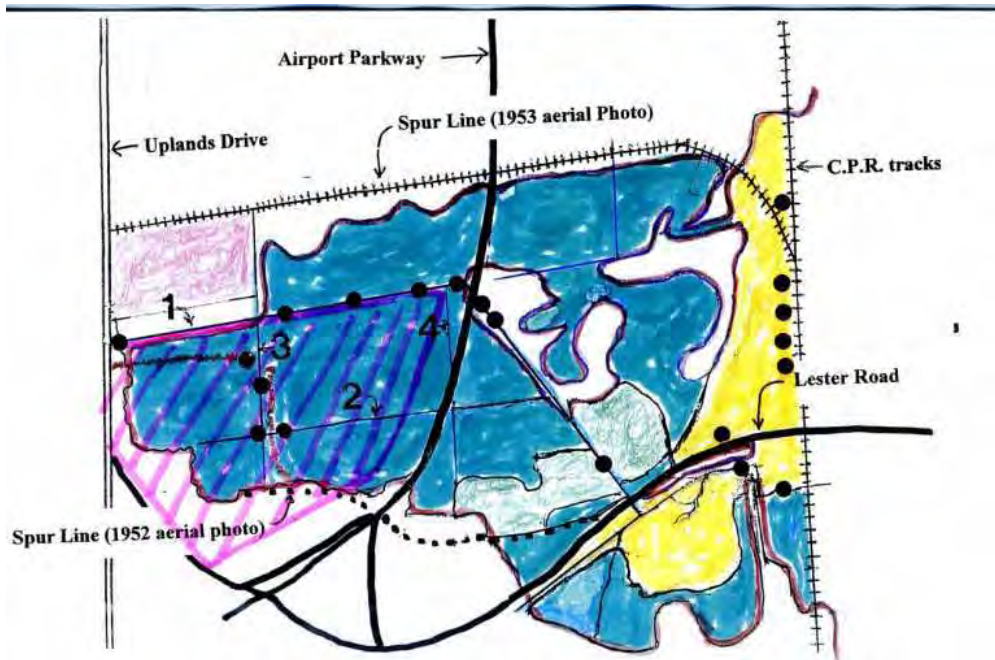 Airport Parkway
Spur Line (1953 aerial Photo)
Uplands Drive
C.P.R. tracks
1
3
4
2
Lester Road
Spur Line (1952 aerial photo)